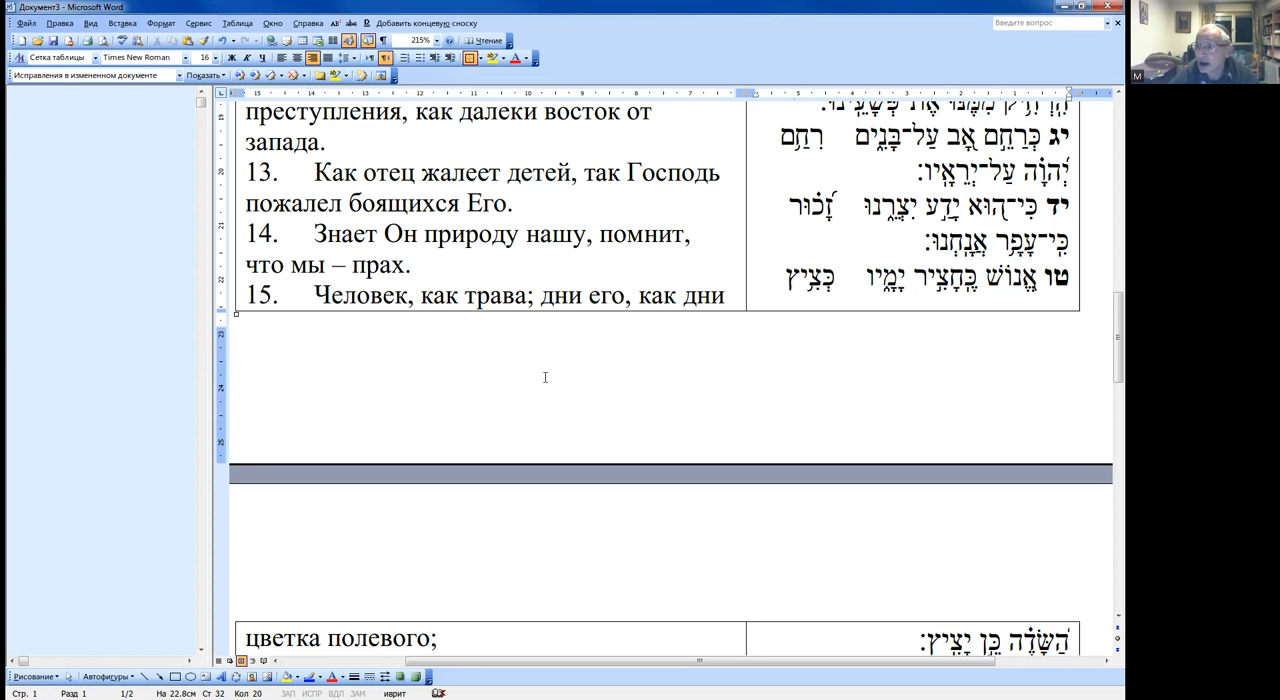 Документ3 - Microsoft Word
Файл Правка Вид Вставка Формат Сервис Таблица Окно Справка Добавить концевую сноску Введите вопрос
215% Чтение
Сетка таблицы Times New Roman 16 Ж К Ч
Исправления в измененном документе Показать
преступления, как далеки восток от
запада.
13. Как отец жалеет детей, так Господь
пожалел боящихся Его.
14. Знает Он природу нашу, помнит,
что мы – прах.
15. Человек, как трава; дни его, как дни
יג כְּרַחֵ֣ם אָ֭ב עַל־בָּנִ֑ים רִחַ֥ם
יְ֝הוָ֗ה עַל־יְרֵאָֽיו׃
יד כִּי־ה֭וּא יָדַ֣ע יִצְרֵ֑נוּ זָ֝כ֗וּר
כִּי־עָפָ֥ר אֲנָֽחְנוּ׃
טו אֱ֭נוֹשׁ כֶּחָצִ֣יר יָמָ֑יו כְּצִ֥יץ
цветка полевого;
הַ֝שָּׂדֶ֗ה כֵּ֣ן יָצִֽיץ׃
Рисование Автофигуры
Стр. 1 Разд 1 1/2 На 22.8см Ст 32 Кол 20 ЗАП ИСПР ВДЛ ЗАМ иврит
M